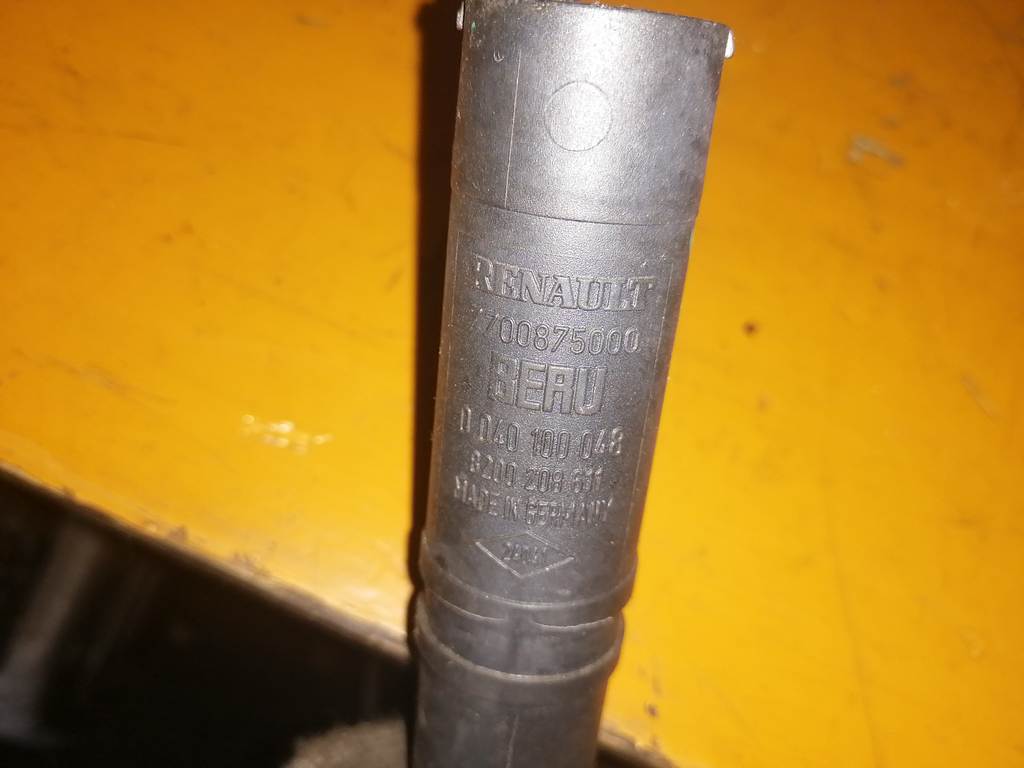 RENAULT
7700875000
BERU
0 040 100 048
8200 208 611
MADE IN GERMANY